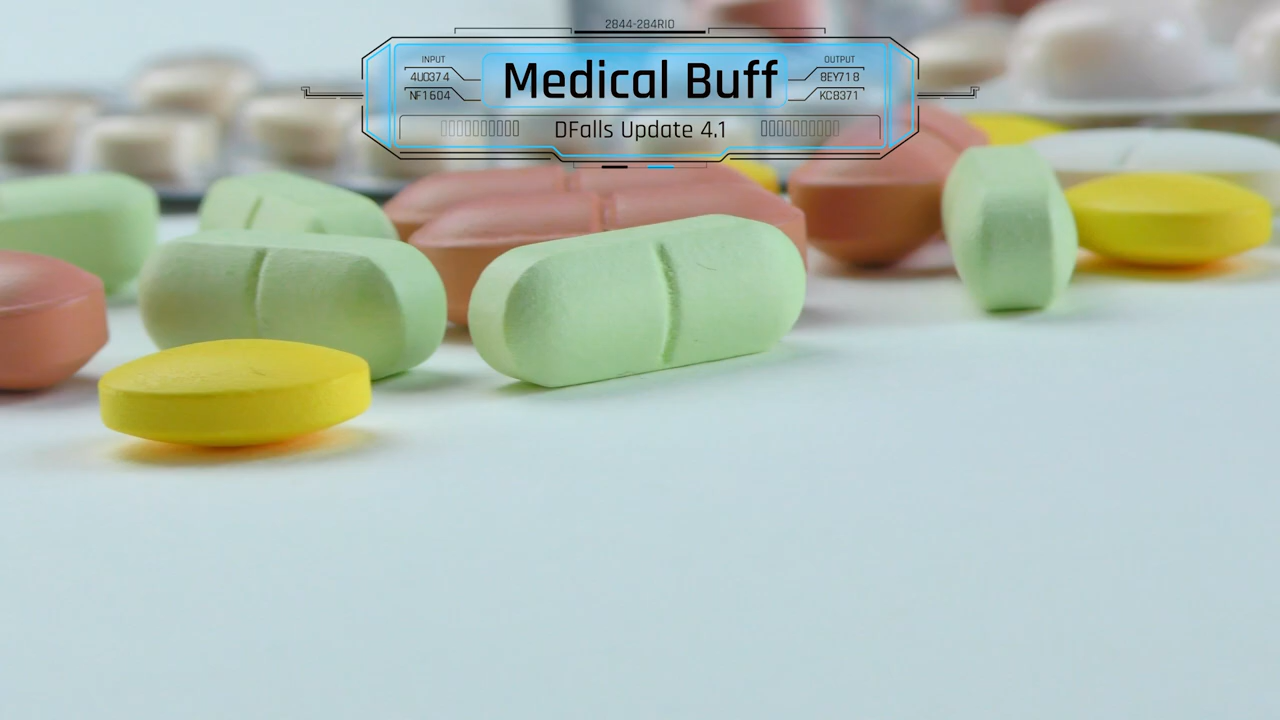 2844-284RIO
INPUT
4U0374
NF1604
Medical Buff
OUTPUT
8EY718
KC8371
DFalls Update 4.1